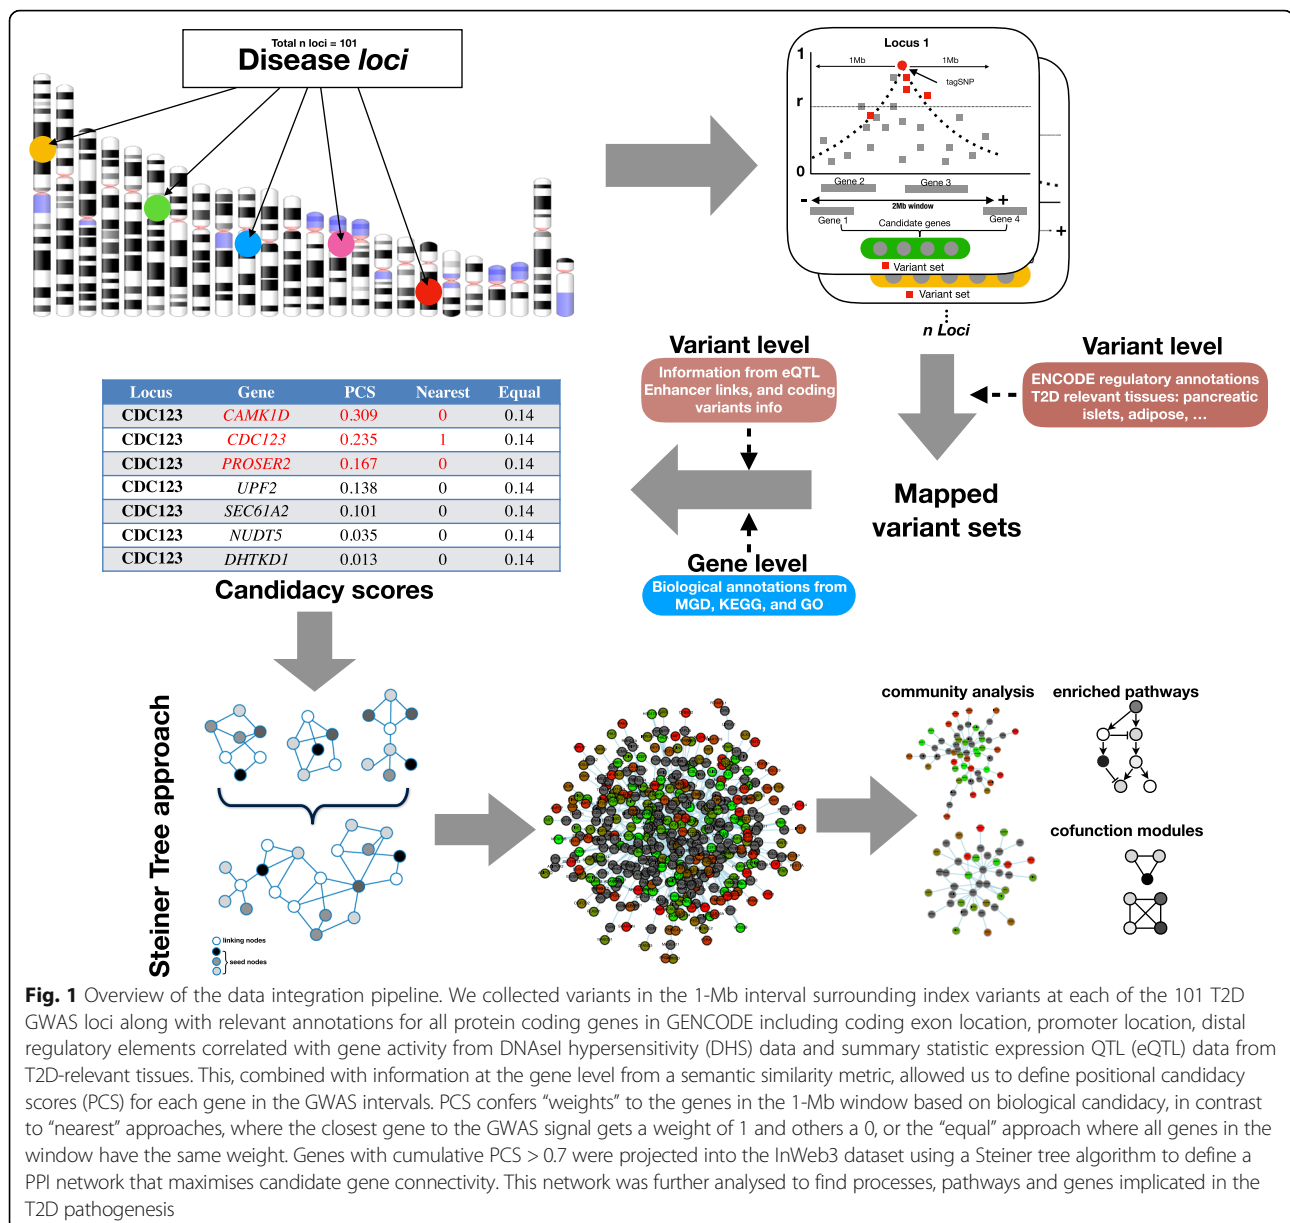 Total n loci = 101
Disease loci
Locus 1
1
1Mb
1Mb
tagSNP
r
0
Gene 2
Gene 3
-
+
2Mb window
Gene 1
Gene 4
Candidate genes
Variant set
+
Variant set
n Loci
Variant level
Information from eQTL
Enhancer links, and coding
variants info
Variant level
ENCODE regulatory annotations
T2D relevant tissues: pancreatic
islets, adipose, ...
Mapped
variant sets
Gene level
Biological annotations from
MGD, KEGG, and GO
Locus Gene PCS Nearest Equal
CDC123 CAMK1D 0.309 0 0.14
CDC123 CDC123 0.235 1 0.14
CDC123 PROSER2 0.167 0 0.14
CDC123 UPF2 0.138 0 0.14
CDC123 SEC61A2 0.101 0 0.14
CDC123 NUDT5 0.035 0 0.14
CDC123 DHTKD1 0.013 0 0.14
Candidacy scores
Steiner Tree approach
linking nodes
seed nodes
community analysis
enriched pathways
cofunction modules
Fig. 1 Overview of the data integration pipeline. We collected variants in the 1-Mb interval surrounding index variants at each of the 101 T2D
GWAS loci along with relevant annotations for all protein coding genes in GENCODE including coding exon location, promoter location, distal
regulatory elements correlated with gene activity from DNAseI hypersensitivity (DHS) data and summary statistic expression QTL (eQTL) data from
T2D-relevant tissues. This, combined with information at the gene level from a semantic similarity metric, allowed us to define positional candidacy
scores (PCS) for each gene in the GWAS intervals. PCS confers “weights” to the genes in the 1-Mb window based on biological candidacy, in contrast
to “nearest” approaches, where the closest gene to the GWAS signal gets a weight of 1 and others a 0, or the “equal” approach where all genes in the
window have the same weight. Genes with cumulative PCS > 0.7 were projected into the InWeb3 dataset using a Steiner tree algorithm to define a
PPI network that maximises candidate gene connectivity. This network was further analysed to find processes, pathways and genes implicated in the
T2D pathogenesis